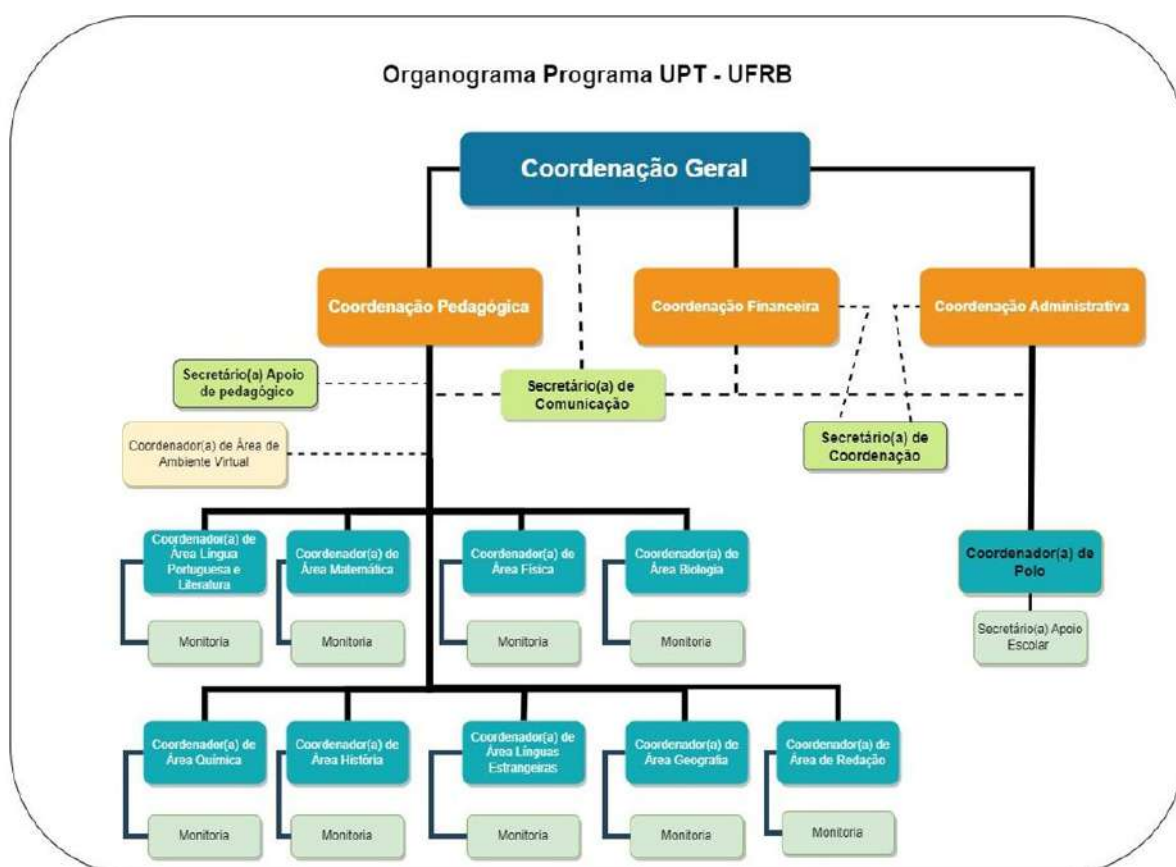 Organograma Programa UPT - UFRB
Coordenação Geral
Coordenação Pedagógica
Coordenação Financeira
Coordenação Administrativa
Secretário(a) Apoio
de pedagógico
Secretário(a) de
Comunicação
Secretário(a) de
Coordenação
Coordenador(a) de Área de
Ambiente Virtual
Coordenador(a) de
Área Língua
Portuguesa e
Literatura
Coordenador(a) de
Área Matemática
Coordenador(a) de
Área Física
Coordenador(a) de
Área Biologia
Coordenador(a) de
Polo
Monitoria
Monitoria
Monitoria
Monitoria
Secretário(a) Apoio
Escolar
Coordenador(a) de
Área Química
Coordenador(a) de
Área História
Coordenador(a) de
Área Línguas
Estrangeiras
Coordenador(a) de
Área Geografia
Coordenador(a) de
Área de Redação
Monitoria
Monitoria
Monitoria
Monitoria
Monitoria